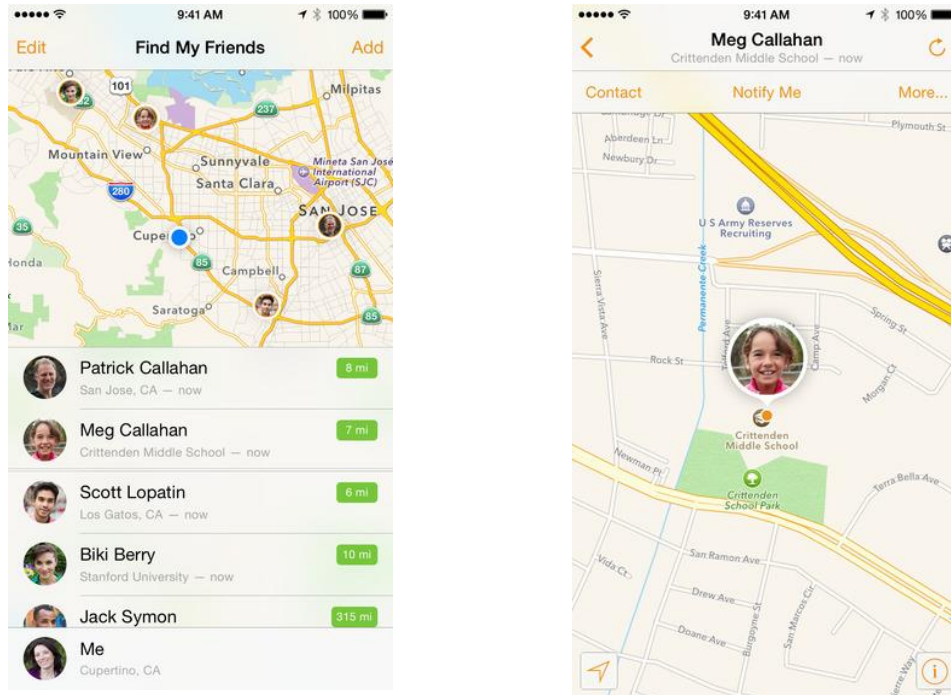 9:41 AM 100%
Edit Find My Friends Add
101
Milpitas
237
Mountain View
Sunnyvale
Mineta San José
International
Airport (SJC)
Santa Clara
280
SAN JOSE
35
Honda
85
Campbell
87
Saratoga
85
Patrick Callahan 8 mi
San Jose, CA — now
Meg Callahan 7 mi
Crittenden Middle School — now
Scott Lopatin 6 mi
Los Gatos, CA — now
Biki Berry 10 mi
Stanford University — now
Jack Symon 315 mi
Me
Cupertino, CA
9:41 AM 100%
Meg Callahan
Crittenden Middle School — now
Contact Notify Me More...
Plymouth St
Aberdeen Ln
Newbury Dr
U S Army Reserves
Recruiting
Permanente Creek
Sierra Vista Ave
Spring St
Camp Ave
Rock St
Morgan Ct
Crittenden
Middle School
Newman Pl
Crittenden
School Park
Terra Bella Ave
San Ramon Ave
Vida Ct
Drew Ave
Burgoyne St
San Marcos Cir
Doane Ave